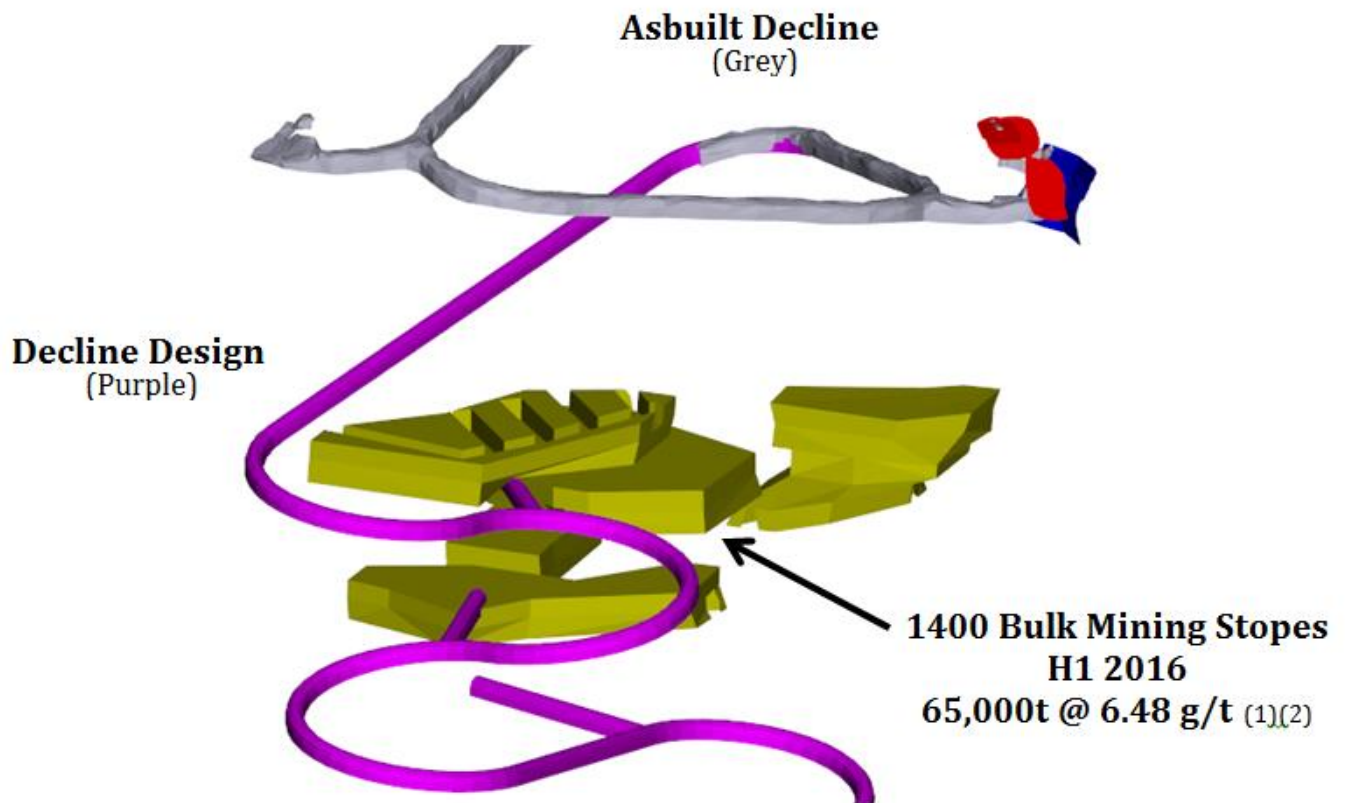 Asbuilt Decline
(Grey)
Decline Design
(Purple)
1400 Bulk Mining Stopes
H1 2016
65,000t @ 6.48 g/t (1)(2)